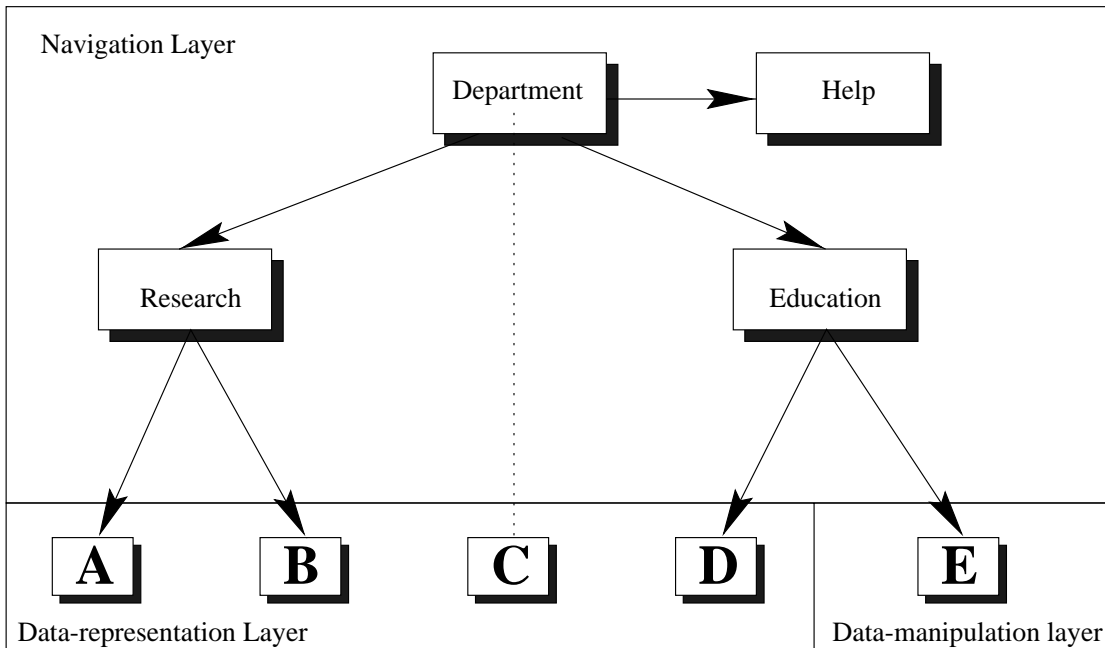 Navigation Layer
Department
Help
Research
Education
A
B
C
D
E
Data-representation Layer
Data-manipulation layer